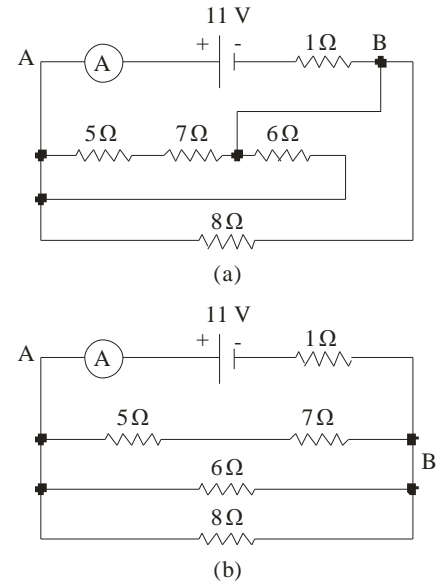 11 V
A A + - 1Ω B
5Ω 7Ω 6Ω
8Ω
(a)
11 V
A A + - 1Ω
5Ω 7Ω
6Ω B
8Ω
(b)